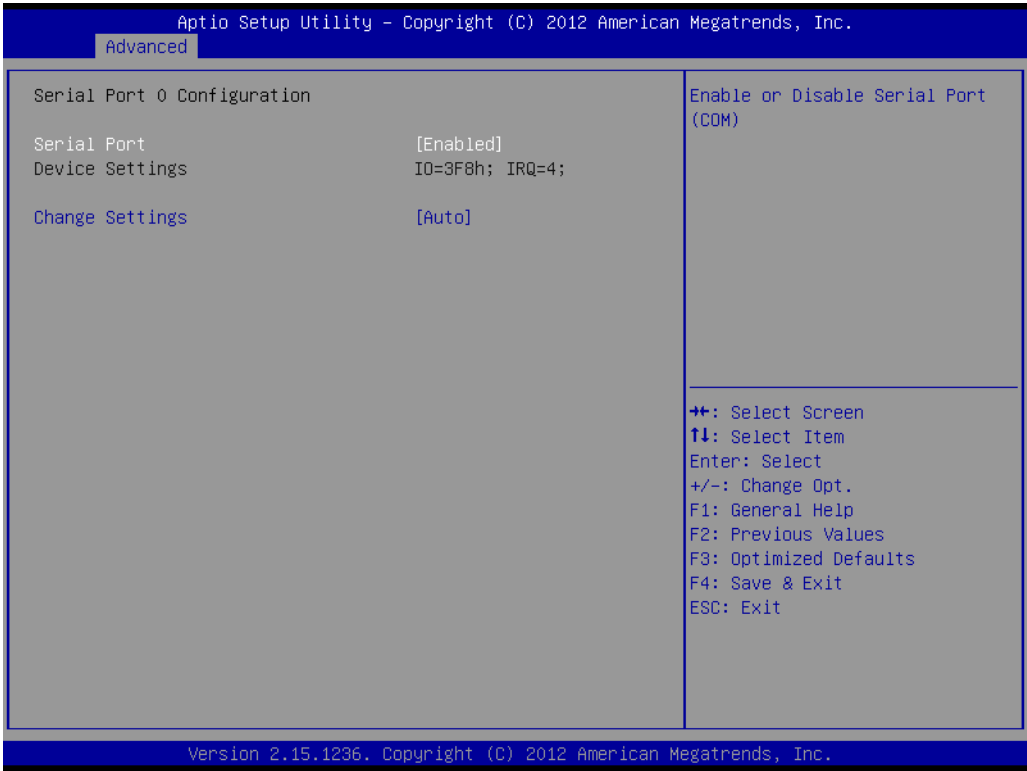 Aptio Setup Utility – Copyright (C) 2012 American Megatrends, Inc.
Advanced
Serial Port 0 Configuration
Serial Port [Enabled]
Device Settings IO=3F8h; IRQ=4;
Change Settings [Auto]
Enable or Disable Serial Port
(COM)
→←: Select Screen
↑↓: Select Item
Enter: Select
+/-: Change Opt.
F1: General Help
F2: Previous Values
F3: Optimized Defaults
F4: Save & Exit
ESC: Exit
Version 2.15.1236. Copyright (C) 2012 American Megatrends, Inc.